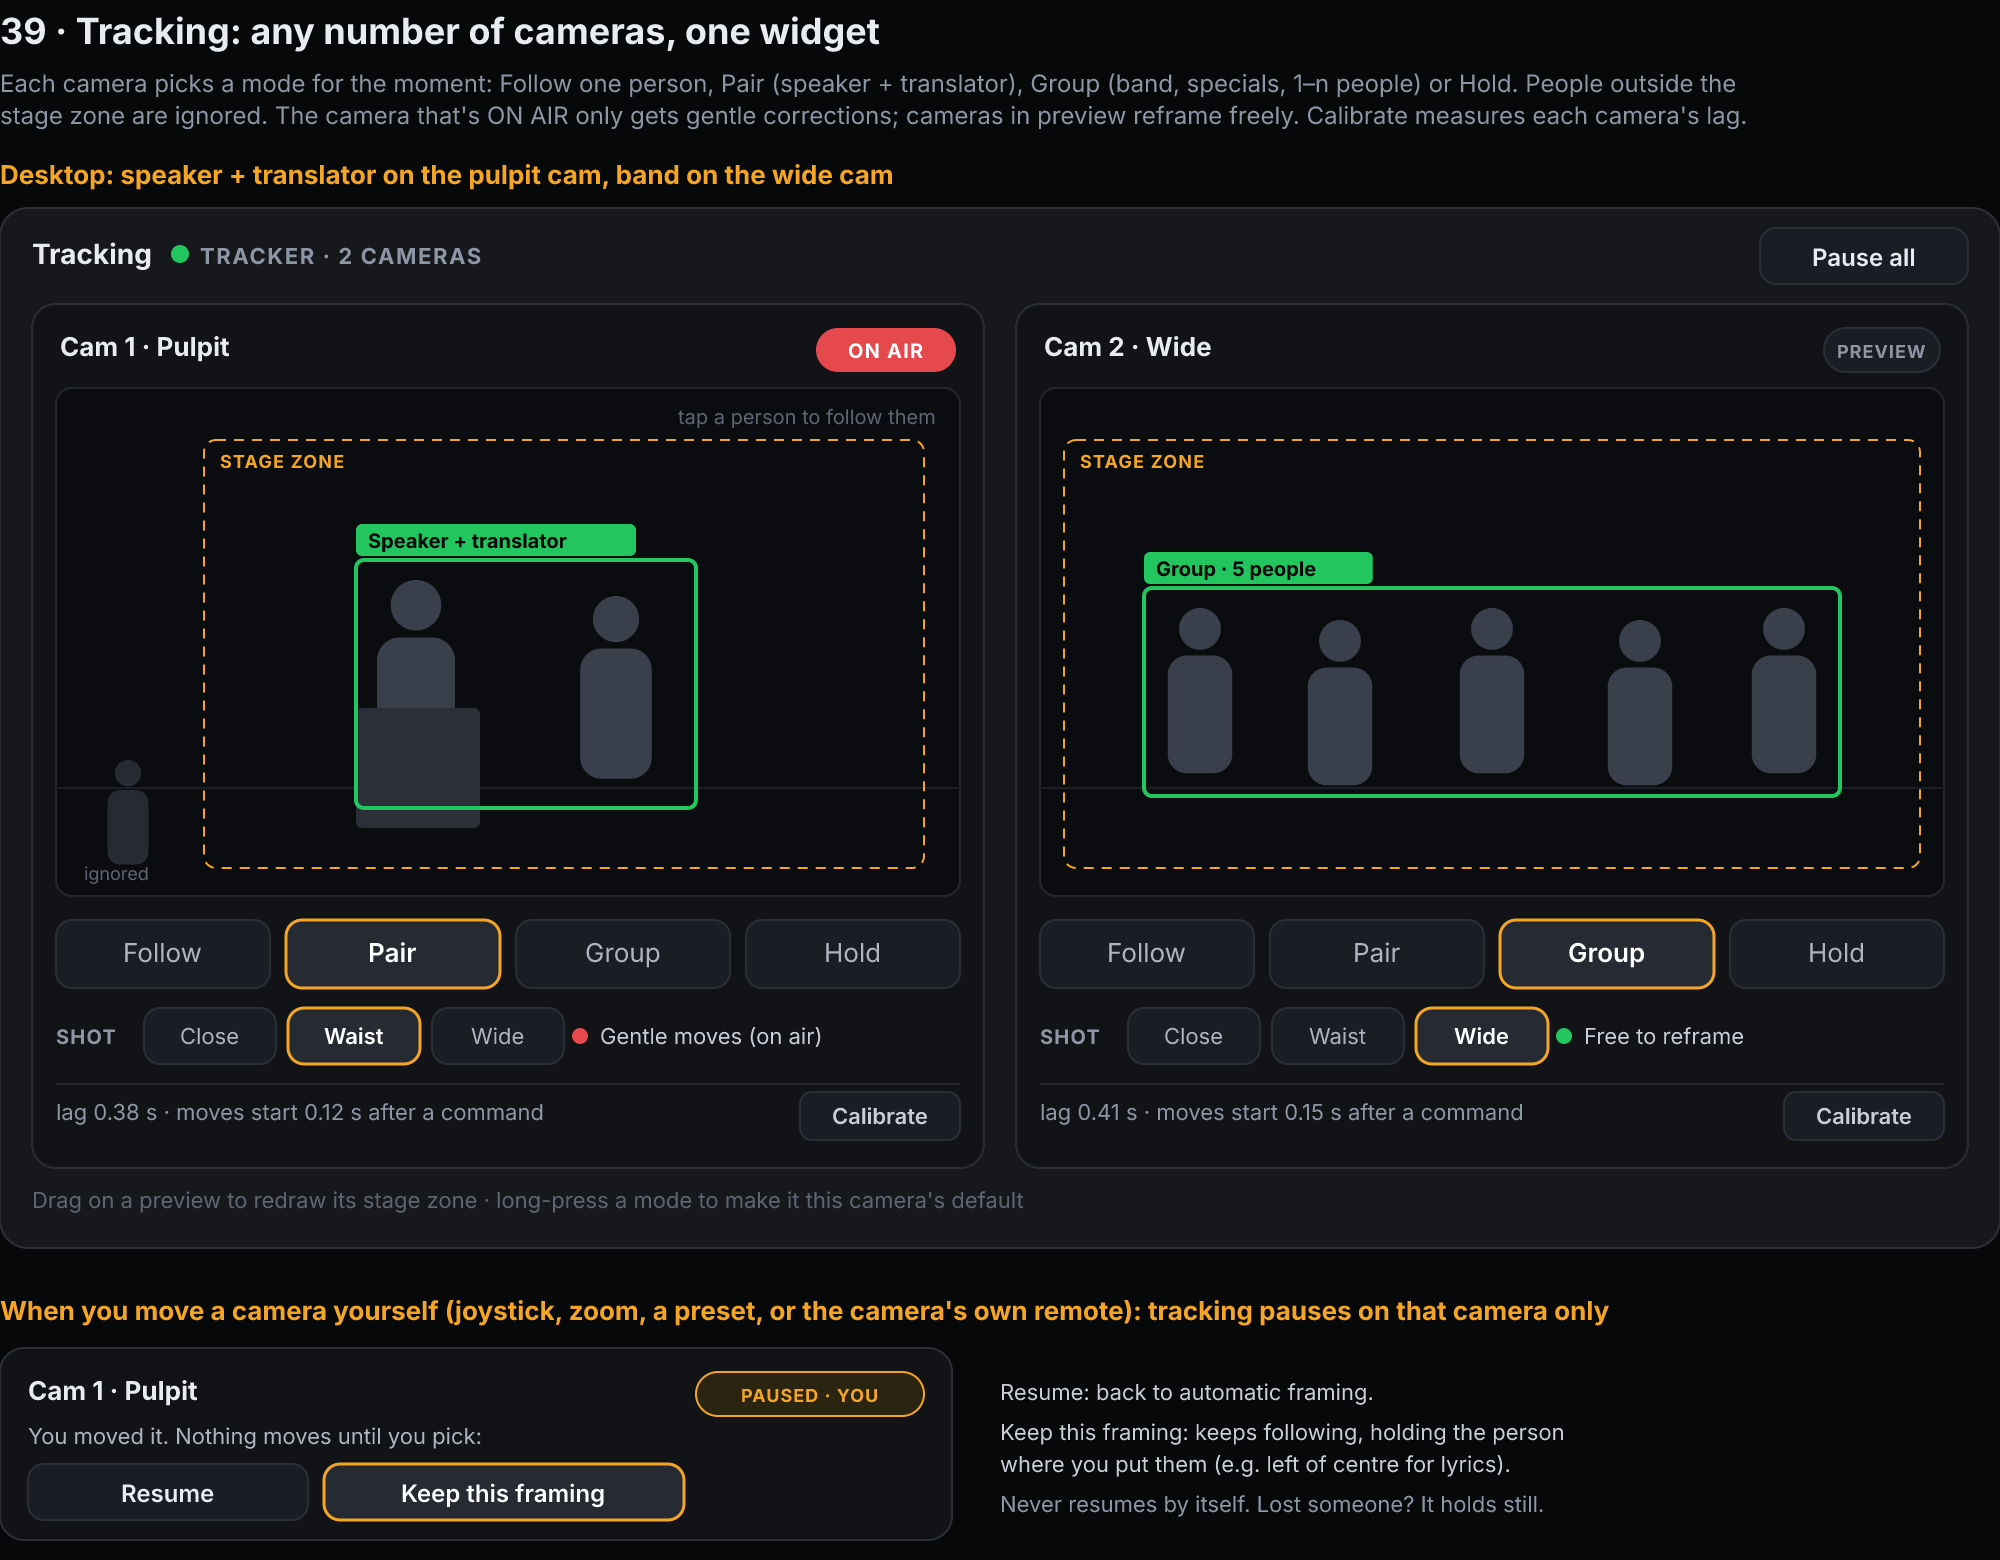 39 · Tracking: any number of cameras, one widget
Each camera picks a mode for the moment: Follow one person, Pair (speaker + translator), Group (band, specials, 1–n people) or Hold. People outside the
stage zone are ignored. The camera that's ON AIR only gets gentle corrections; cameras in preview reframe freely. Calibrate measures each camera's lag.
Desktop: speaker + translator on the pulpit cam, band on the wide cam
Tracking TRACKER · 2 CAMERAS Pause all
Cam 1 · Pulpit ON AIR
tap a person to follow them
STAGE ZONE
Speaker + translator
ignored
Follow Pair Group Hold
SHOT Close Waist Wide Gentle moves (on air)
lag 0.38 s · moves start 0.12 s after a command Calibrate
Cam 2 · Wide PREVIEW
STAGE ZONE
Group · 5 people
Follow Pair Group Hold
SHOT Close Waist Wide Free to reframe
lag 0.41 s · moves start 0.15 s after a command Calibrate
Drag on a preview to redraw its stage zone · long-press a mode to make it this camera's default
When you move a camera yourself (joystick, zoom, a preset, or the camera's own remote): tracking pauses on that camera only
Cam 1 · Pulpit PAUSED · YOU
You moved it. Nothing moves until you pick:
Resume Keep this framing
Resume: back to automatic framing.
Keep this framing: keeps following, holding the person
where you put them (e.g. left of centre for lyrics).
Never resumes by itself. Lost someone? It holds still.